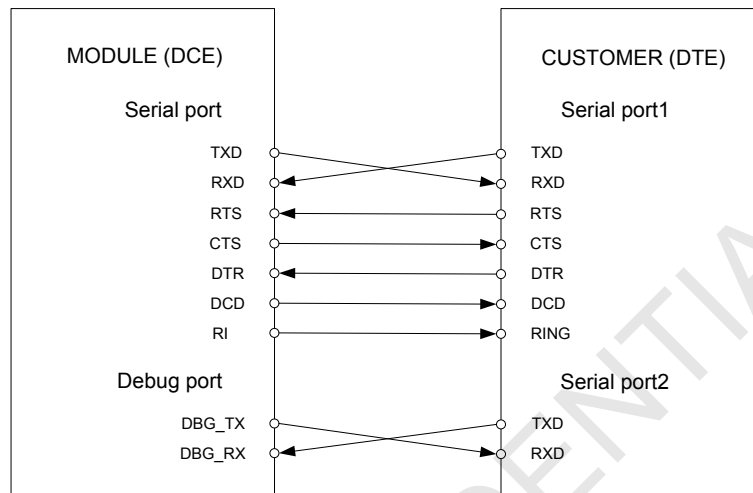 MODULE (DCE)
CUSTOMER (DTE)
Serial port
Serial port1
TXD
TXD
RXD
RXD
RTS
RTS
CTS
CTS
DTR
DTR
DCD
DCD
RI
RING
Debug port
Serial port2
DBG_TX
TXD
DBG_RX
RXD
ENTIA